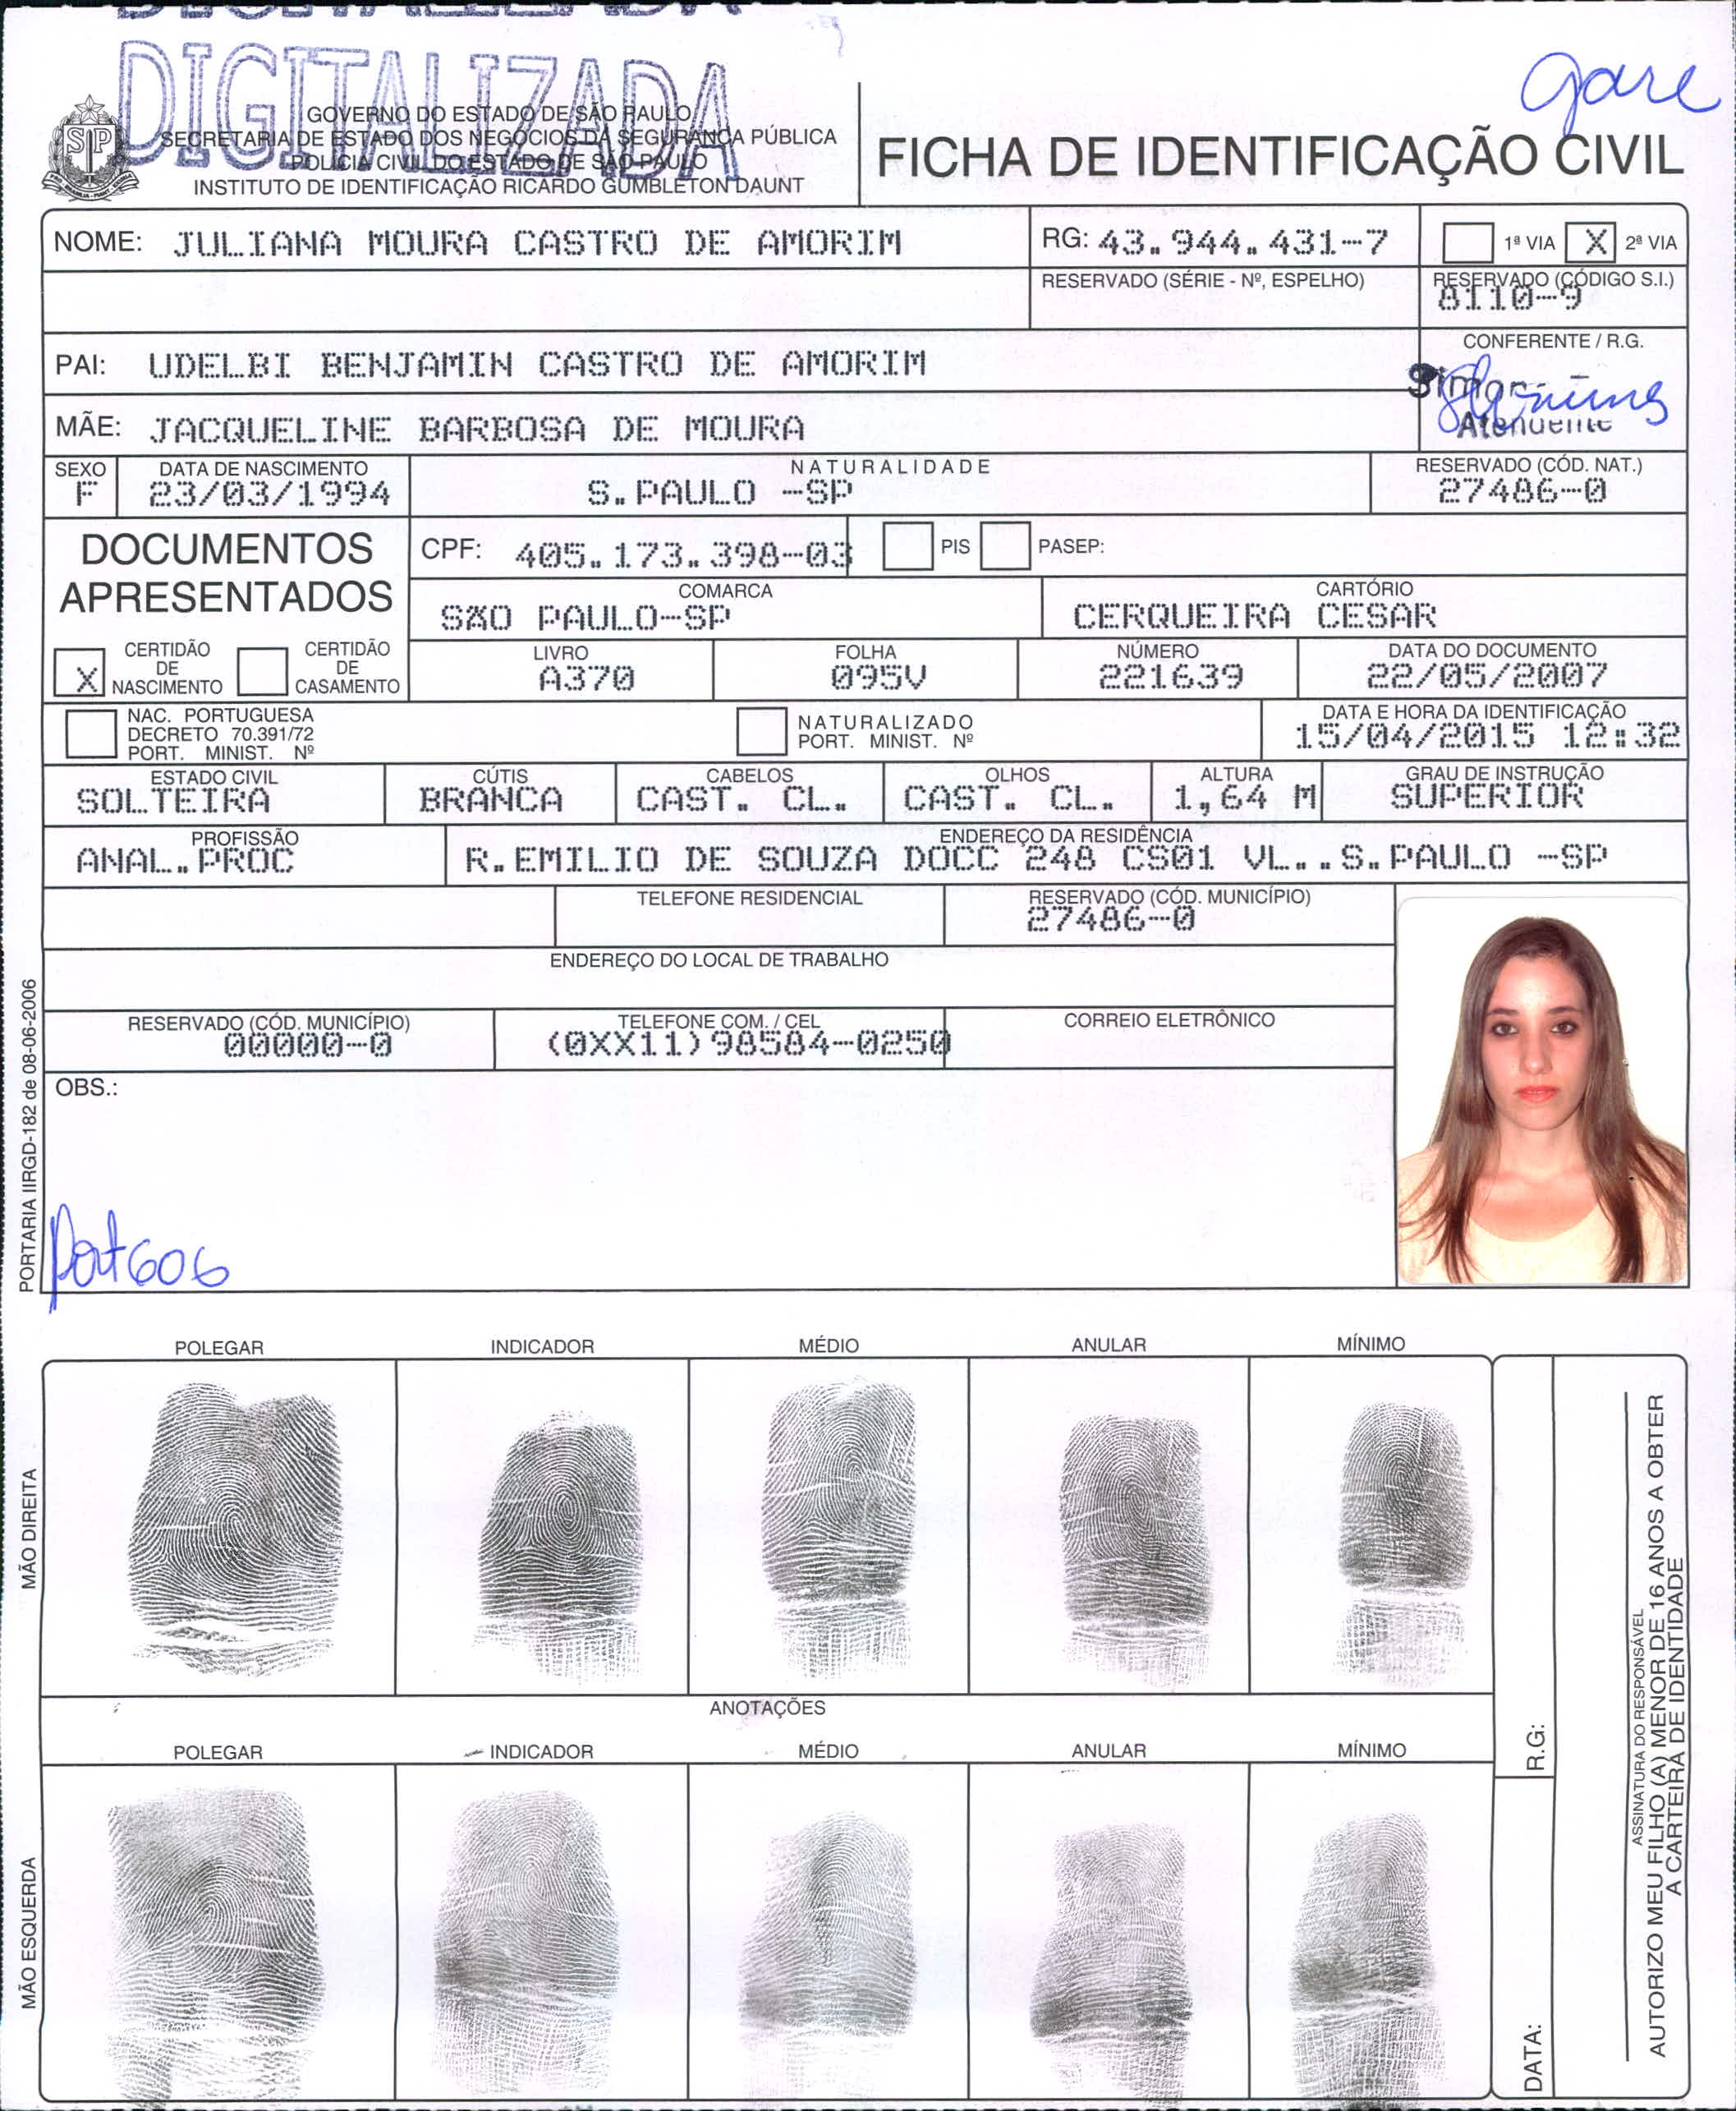 DIGITALIZADA
DIGITALIZADA
gare
GOVERNO DO ESTADO DE SÃO PAULO
SECRETARIA DE ESTADO DOS NEGÓCIOS DA SEGURANÇA PÚBLICA
POLÍCIA CIVIL DO ESTADO DE SÃO PAULO
INSTITUTO DE IDENTIFICAÇÃO RICARDO GUMBLETON DAUNT
SP
FICHA DE IDENTIFICAÇÃO CIVIL
NOME: JULIANA MOURA CASTRO DE AMORIM RG: 43.944.431-7 1ª VIA X 2ª VIA
RESERVADO (SÉRIE - Nº, ESPELHO) RESERVADO (CÓDIGO S.I.)
8110-9
PAI: UDELBI BENJAMIN CASTRO DE AMORIM CONFERENTE / R.G.
Atendente
MÃE: JACQUELINE BARBOSA DE MOURA
SEXO DATA DE NASCIMENTO NATURALIDADE RESERVADO (CÓD. NAT.)
F 23/03/1994 S.PAULO -SP 27486-0
DOCUMENTOS
APRESENTADOS
CPF: 405.173.398-03 PIS PASEP:
COMARCA CARTÓRIO
SÃO PAULO-SP CERQUEIRA CESAR
X CERTIDÃO DE NASCIMENTO CERTIDÃO DE CASAMENTO
LIVRO FOLHA NÚMERO DATA DO DOCUMENTO
A370 095V 221639 22/05/2007
NAC. PORTUGUESA
DECRETO 70.391/72
PORT. MINIST. Nº
NATURALIZADO
PORT. MINIST. Nº
DATA E HORA DA IDENTIFICAÇÃO
15/04/2015 12:32
ESTADO CIVIL CÚTIS CABELOS OLHOS ALTURA GRAU DE INSTRUÇÃO
SOLTEIRA BRANCA CAST. CL. CAST. CL. 1,64 M SUPERIOR
PROFISSÃO ENDEREÇO DA RESIDÊNCIA
ANAL.PROC R.EMILIO DE SOUZA DOCC 248 CS01 VL..S.PAULO -SP
TELEFONE RESIDENCIAL RESERVADO (CÓD. MUNICÍPIO)
27486-0
ENDEREÇO DO LOCAL DE TRABALHO
RESERVADO (CÓD. MUNICÍPIO) TELEFONE COM. / CEL CORREIO ELETRÔNICO
00000-0 (0XX11)98584-0250
OBS.:
Port 606
PORTARIA IIRGD-182 de 08-06-2006
POLEGAR INDICADOR MÉDIO ANULAR MÍNIMO
MÃO DIREITA
ANOTAÇÕES
POLEGAR INDICADOR MÉDIO ANULAR MÍNIMO
MÃO ESQUERDA
R.G:
DATA:
ASSINATURA DO RESPONSÁVEL
AUTORIZO MEU FILHO (A) MENOR DE 16 ANOS A OBTER
A CARTEIRA DE IDENTIDADE